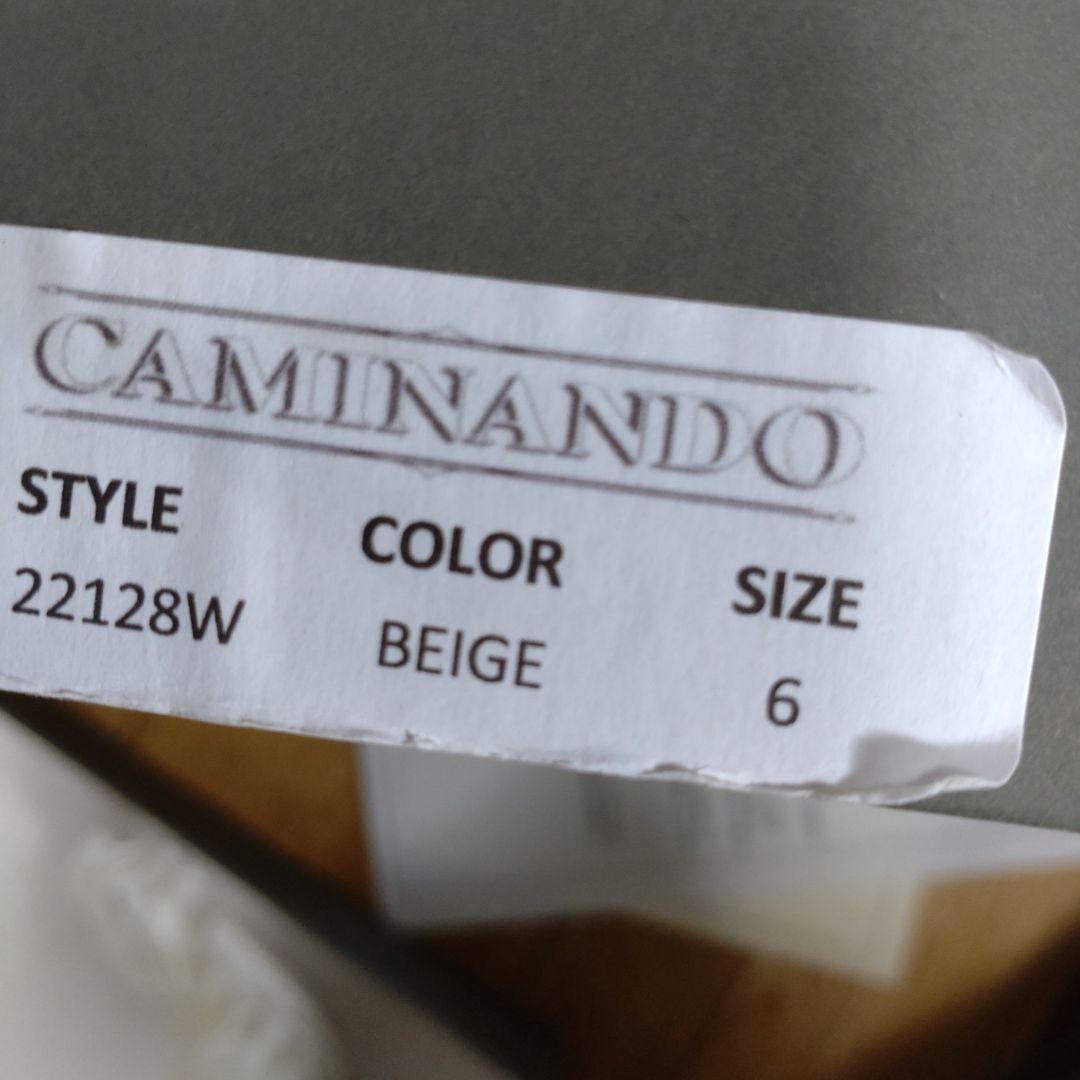 CAMINANDO
STYLE COLOR SIZE
22128W BEIGE 6